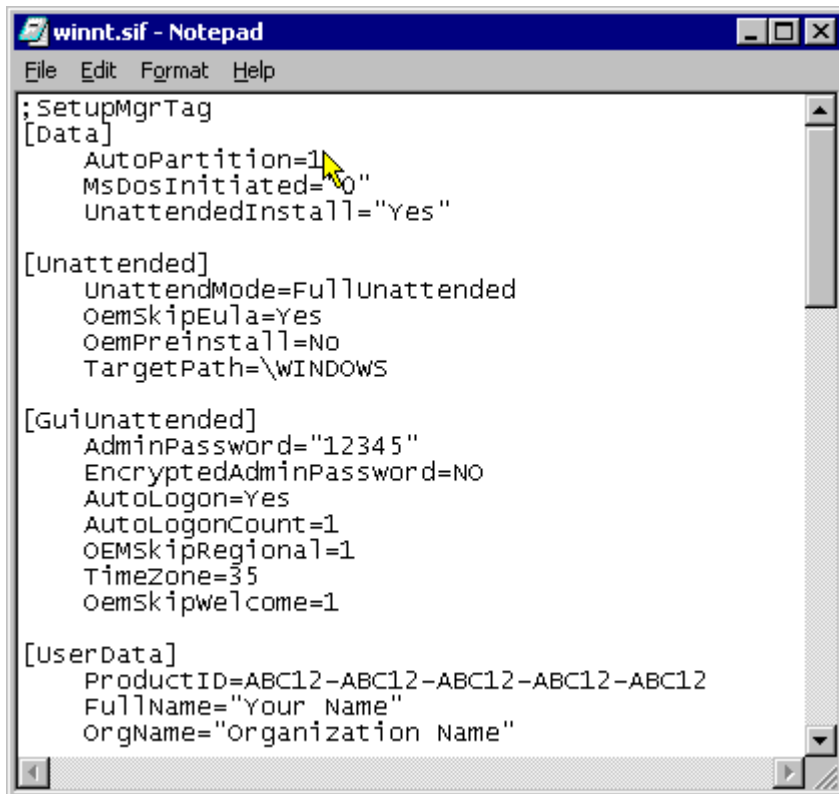 winnt.sif - Notepad
File Edit Format Help
;SetupMgrTag
[Data]
    AutoPartition=1
    MsDosInitiated="0"
    UnattendedInstall="Yes"

[Unattended]
    UnattendMode=FullUnattended
    OemSkipEula=Yes
    OemPreinstall=No
    TargetPath=\WINDOWS

[GuiUnattended]
    AdminPassword="12345"
    EncryptedAdminPassword=NO
    AutoLogon=Yes
    AutoLogonCount=1
    OEMSkipRegional=1
    TimeZone=35
    OemSkipWelcome=1

[UserData]
    ProductID=ABC12-ABC12-ABC12-ABC12-ABC12
    FullName="Your Name"
    OrgName="Organization Name"